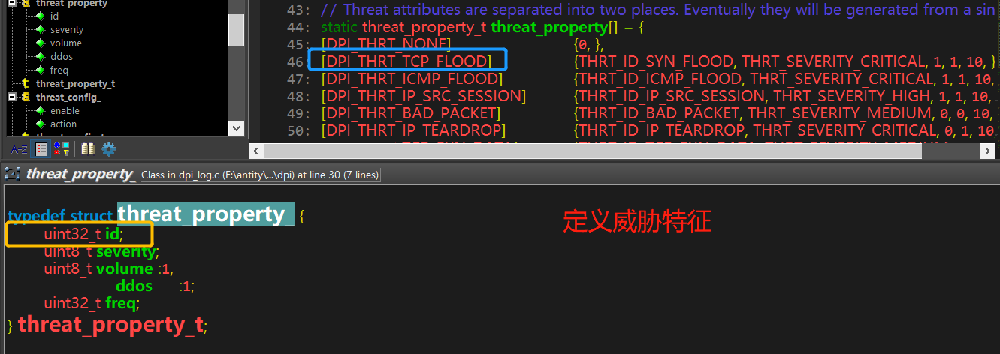 threat_property_
id
severity
volume
ddos
freq
threat_property_t
threat_config_
enable
action
A-Z
43: // Threat attributes are separated into two places. Eventually they will be generated from a sin
44: static threat_property_t threat_property[] = {
45: [DPI_THRT_NONE] {0, },
46: [DPI_THRT_TCP_FLOOD] {THRT_ID_SYN_FLOOD, THRT_SEVERITY_CRITICAL, 1, 1, 10, }
47: [DPI_THRT_ICMP_FLOOD] {THRT_ID_ICMP_FLOOD, THRT_SEVERITY_CRITICAL, 1, 1, 10,
48: [DPI_THRT_IP_SRC_SESSION] {THRT_ID_IP_SRC_SESSION, THRT_SEVERITY_HIGH, 1, 1, 10,
49: [DPI_THRT_BAD_PACKET] {THRT_ID_BAD_PACKET, THRT_SEVERITY_MEDIUM, 0, 0, 10,
50: [DPI_THRT_IP_TEARDROP] {THRT_ID_IP_TEARDROP, THRT_SEVERITY_CRITICAL, 0, 1, 10,
threat_property_ Class in dpi_log.c (E:\antity\...\dpi) at line 30 (7 lines)
typedef struct threat_property_ {
uint32_t id;
uint8_t severity;
uint8_t volume :1,
ddos :1;
uint32_t freq;
} threat_property_t;
定义威胁特征